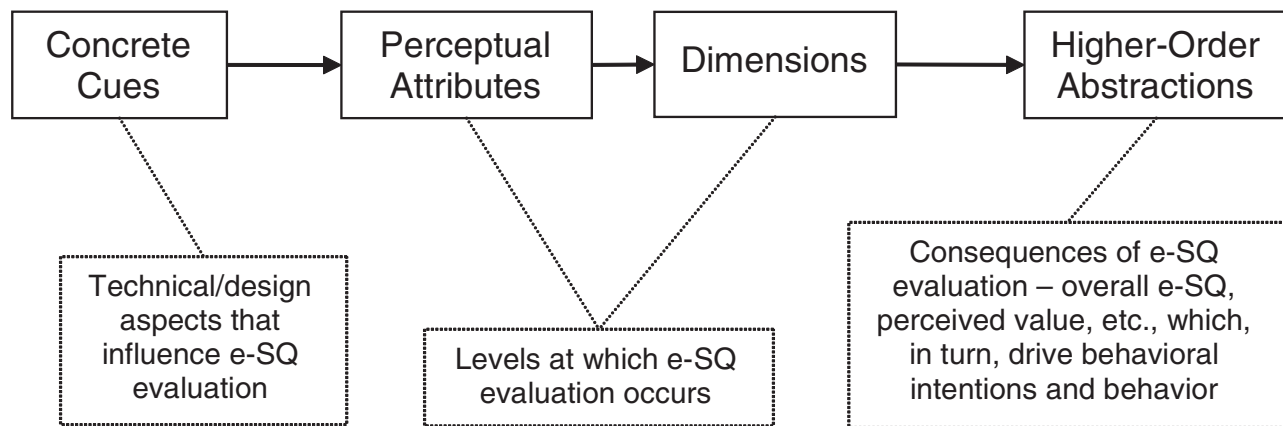 Concrete
Cues
Perceptual
Attributes
Dimensions
Higher-Order
Abstractions
Technical/design
aspects that
influence e-SQ
evaluation
Levels at which e-SQ
evaluation occurs
Consequences of e-SQ
evaluation – overall e-SQ,
perceived value, etc., which,
in turn, drive behavioral
intentions and behavior